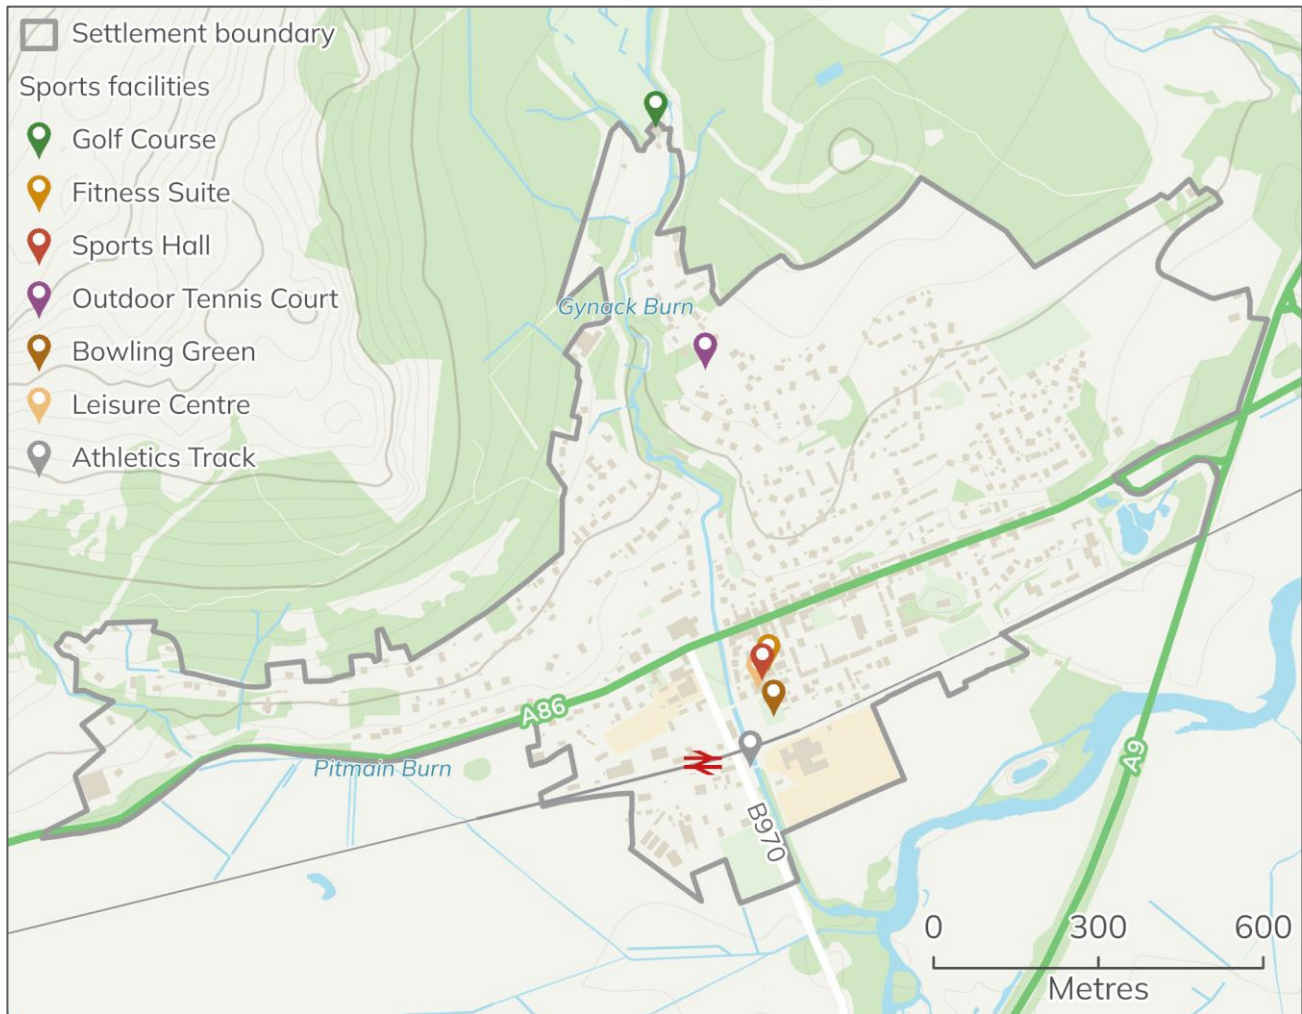 Settlement boundary
Sports facilities
Golf Course
Fitness Suite
Sports Hall
Outdoor Tennis Court
Bowling Green
Leisure Centre
Athletics Track
Gynack Burn
A86
Pitmain Burn
A9
B970
0 300 600
Metres